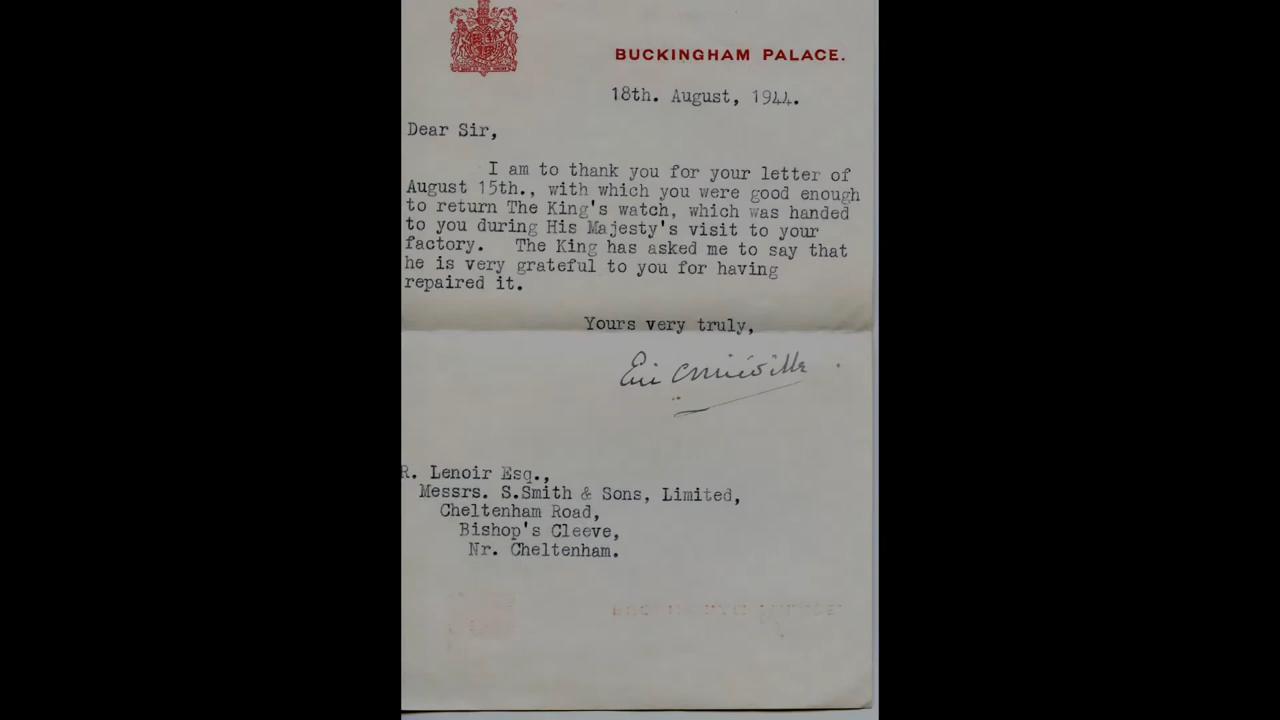 BUCKINGHAM PALACE.
18th. August, 1944.
Dear Sir,
I am to thank you for your letter of
August 15th., with which you were good enough
to return The King's watch, which was handed
to you during His Majesty's visit to your
factory. The King has asked me to say that
he is very grateful to you for having
repaired it.
Yours very truly,
Eric Miéville
R. Lenoir Esq.,
Messrs. S.Smith & Sons, Limited,
Cheltenham Road,
Bishop's Cleeve,
Nr. Cheltenham.